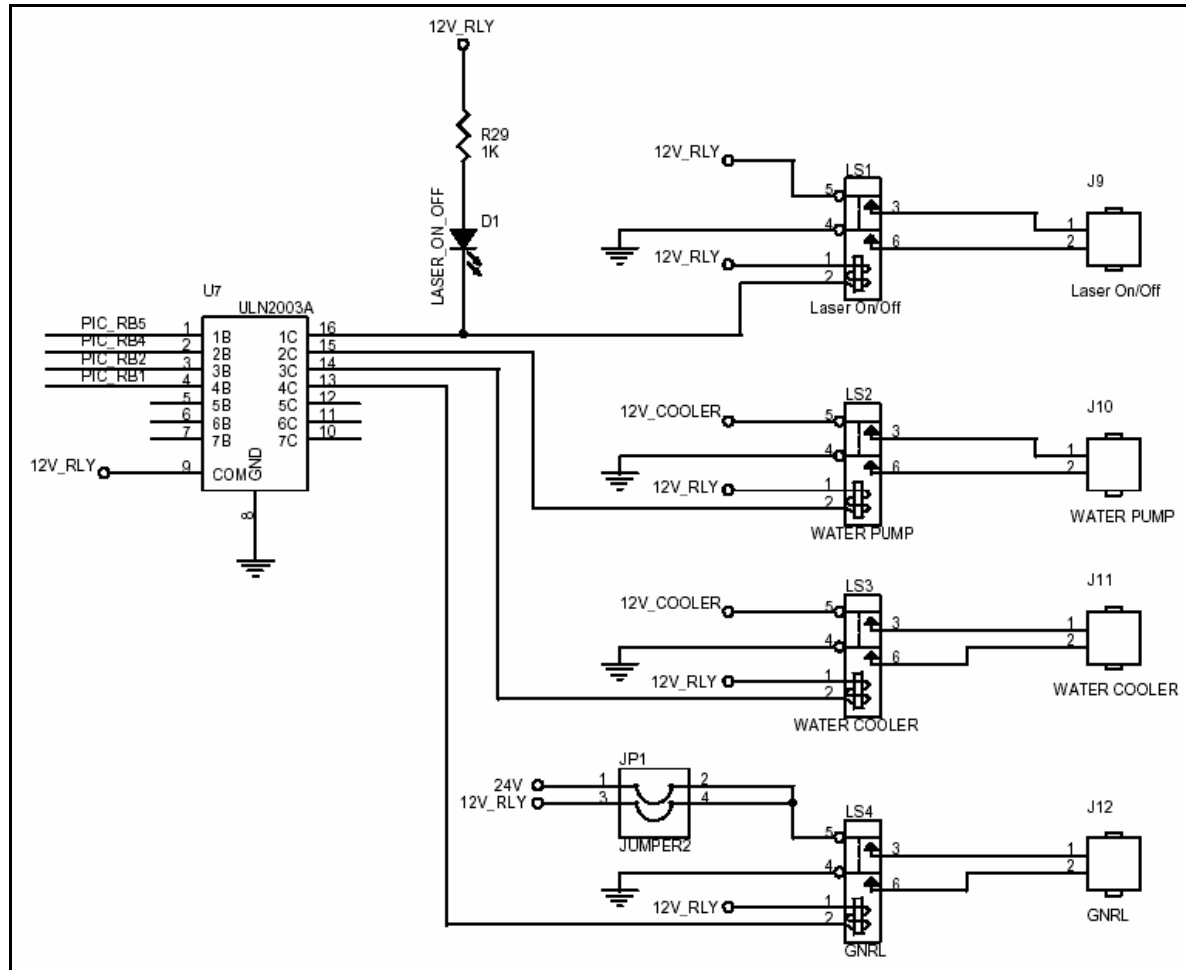 12V_RLY
R29
1K
LASER_ON_OFF
D1
U7
ULN2003A
PIC_RB5 1 1B 1C 16
PIC_RB4 2 2B 2C 15
PIC_RB2 3 3B 3C 14
PIC_RB1 4 4B 4C 13
5 5B 5C 12
6 6B 6C 11
7 7B 7C 10
12V_RLY 9 COM GND
8
12V_RLY
LS1
5
4
3
6
12V_RLY 1
2
Laser On/Off
J9
1
2
Laser On/Off
12V_COOLER
LS2
5
4
3
6
12V_RLY 1
2
WATER PUMP
J10
1
2
WATER PUMP
12V_COOLER
LS3
5
4
3
6
12V_RLY 1
2
WATER COOLER
J11
1
2
WATER COOLER
JP1
24V 1 2
12V_RLY 3 4
JUMPER2
LS4
5
4
3
6
12V_RLY 1
2
GNRL
J12
1
2
GNRL